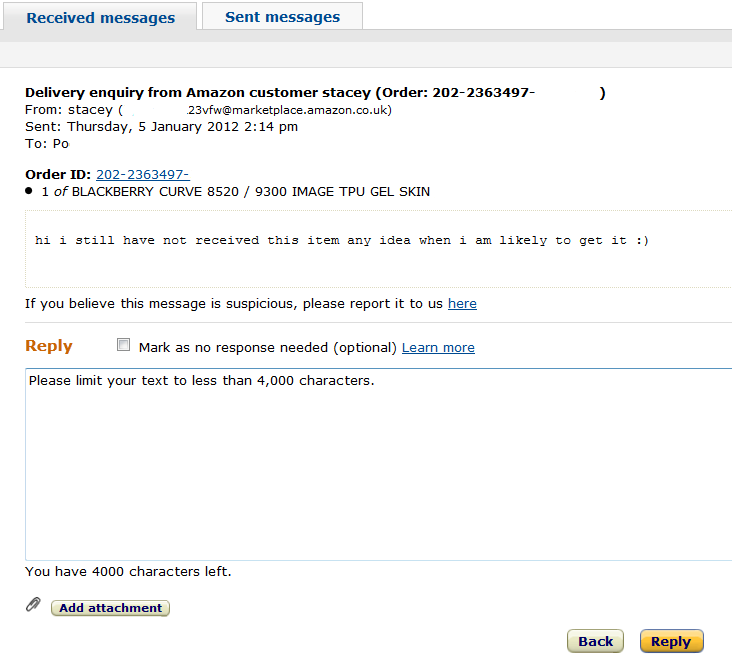 Received messages
Sent messages
Delivery enquiry from Amazon customer stacey (Order: 202-2363497- )
From: stacey ( 23vfw@marketplace.amazon.co.uk)
Sent: Thursday, 5 January 2012 2:14 pm
To: Po
Order ID: 202-2363497-
• 1 of BLACKBERRY CURVE 8520 / 9300 IMAGE TPU GEL SKIN
hi i still have not received this item any idea when i am likely to get it :)
If you believe this message is suspicious, please report it to us here
Reply Mark as no response needed (optional) Learn more
Please limit your text to less than 4,000 characters.
You have 4000 characters left.
Add attachment
Back Reply